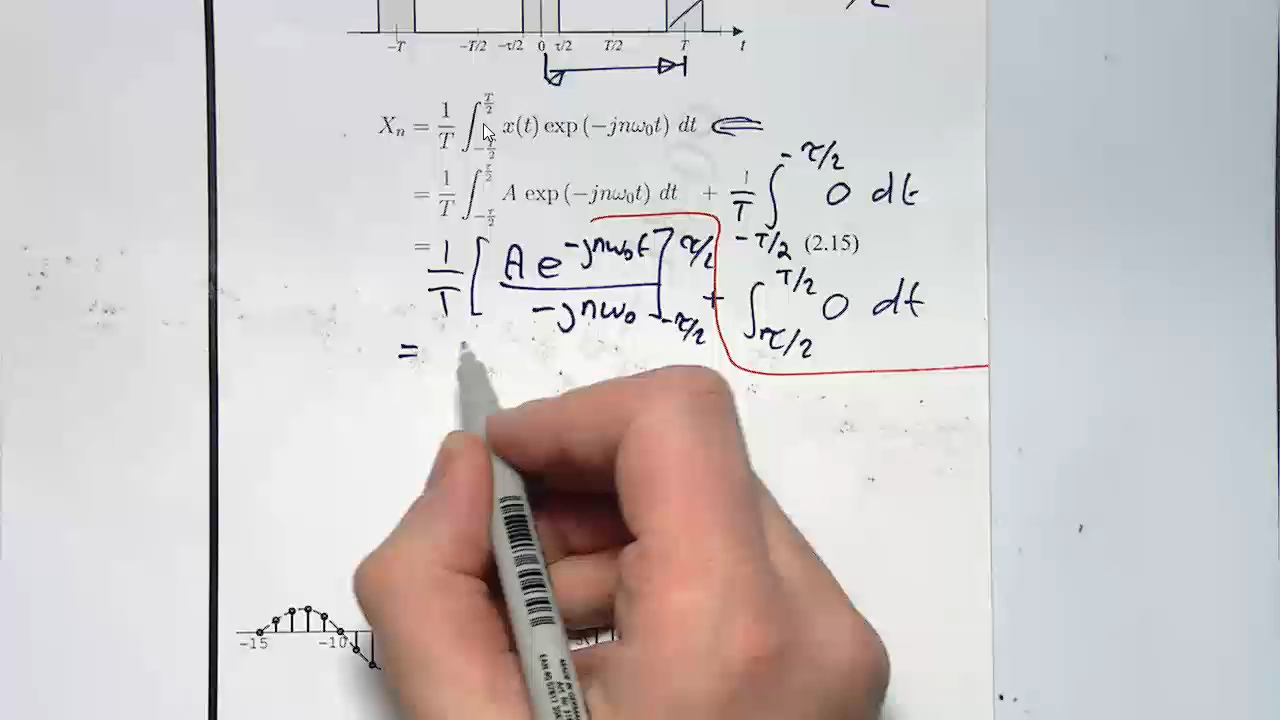 −T −T/2 −τ/2 0 τ/2 T/2 T t
X_n = 1/T ∫_{-T/2}^{T/2} x(t) exp (−jnω₀t) dt
= 1/T ∫_{-τ/2}^{τ/2} A exp (−jnω₀t) dt + 1/T ∫_{-T/2}^{-τ/2} 0 dt
= (2.15)
1/T [ A e^{-jnω₀t} / -jnω₀ ]_{-τ/2}^{τ/2} + ∫_{τ/2}^{T/2} 0 dt
=
-15 -10